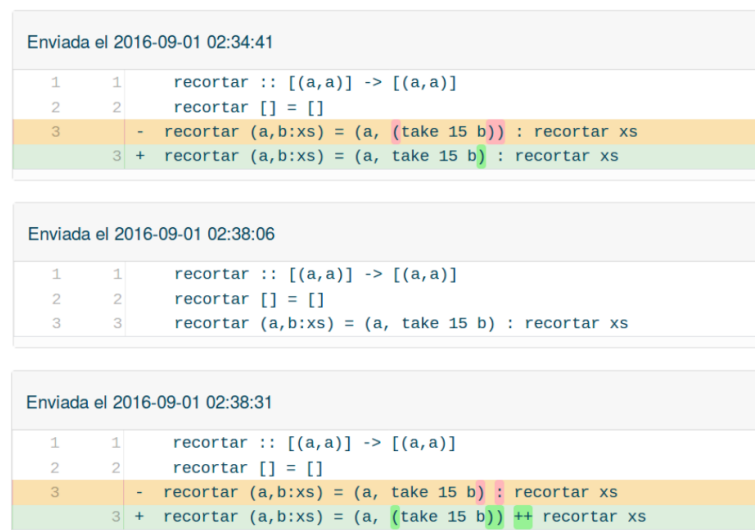 Enviada el 2016-09-01 02:34:41
1 1 recortar :: [(a,a)] -> [(a,a)]
2 2 recortar [] = []
3 - recortar (a,b:xs) = (a, (take 15 b)) : recortar xs
3 + recortar (a,b:xs) = (a, take 15 b) : recortar xs
Enviada el 2016-09-01 02:38:06
1 1 recortar :: [(a,a)] -> [(a,a)]
2 2 recortar [] = []
3 3 recortar (a,b:xs) = (a, take 15 b) : recortar xs
Enviada el 2016-09-01 02:38:31
1 1 recortar :: [(a,a)] -> [(a,a)]
2 2 recortar [] = []
3 - recortar (a,b:xs) = (a, take 15 b) : recortar xs
3 + recortar (a,b:xs) = (a, (take 15 b)) ++ recortar xs